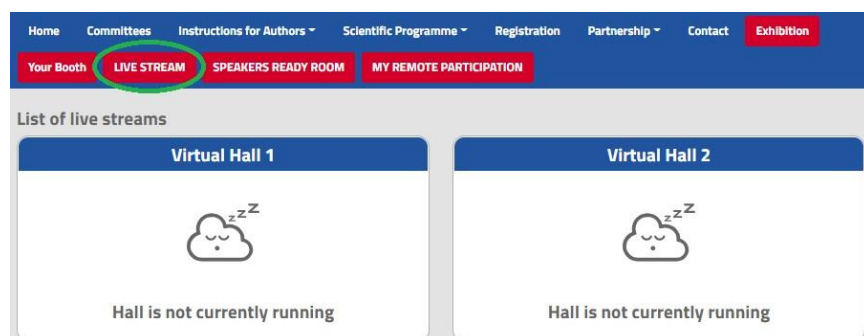 Home Committees Instructions for Authors Scientific Programme Registration Partnership Contact Exhibition
Your Booth LIVE STREAM SPEAKERS READY ROOM MY REMOTE PARTICIPATION
List of live streams
Virtual Hall 1
zzZ
Hall is not currently running
Virtual Hall 2
zzZ
Hall is not currently running